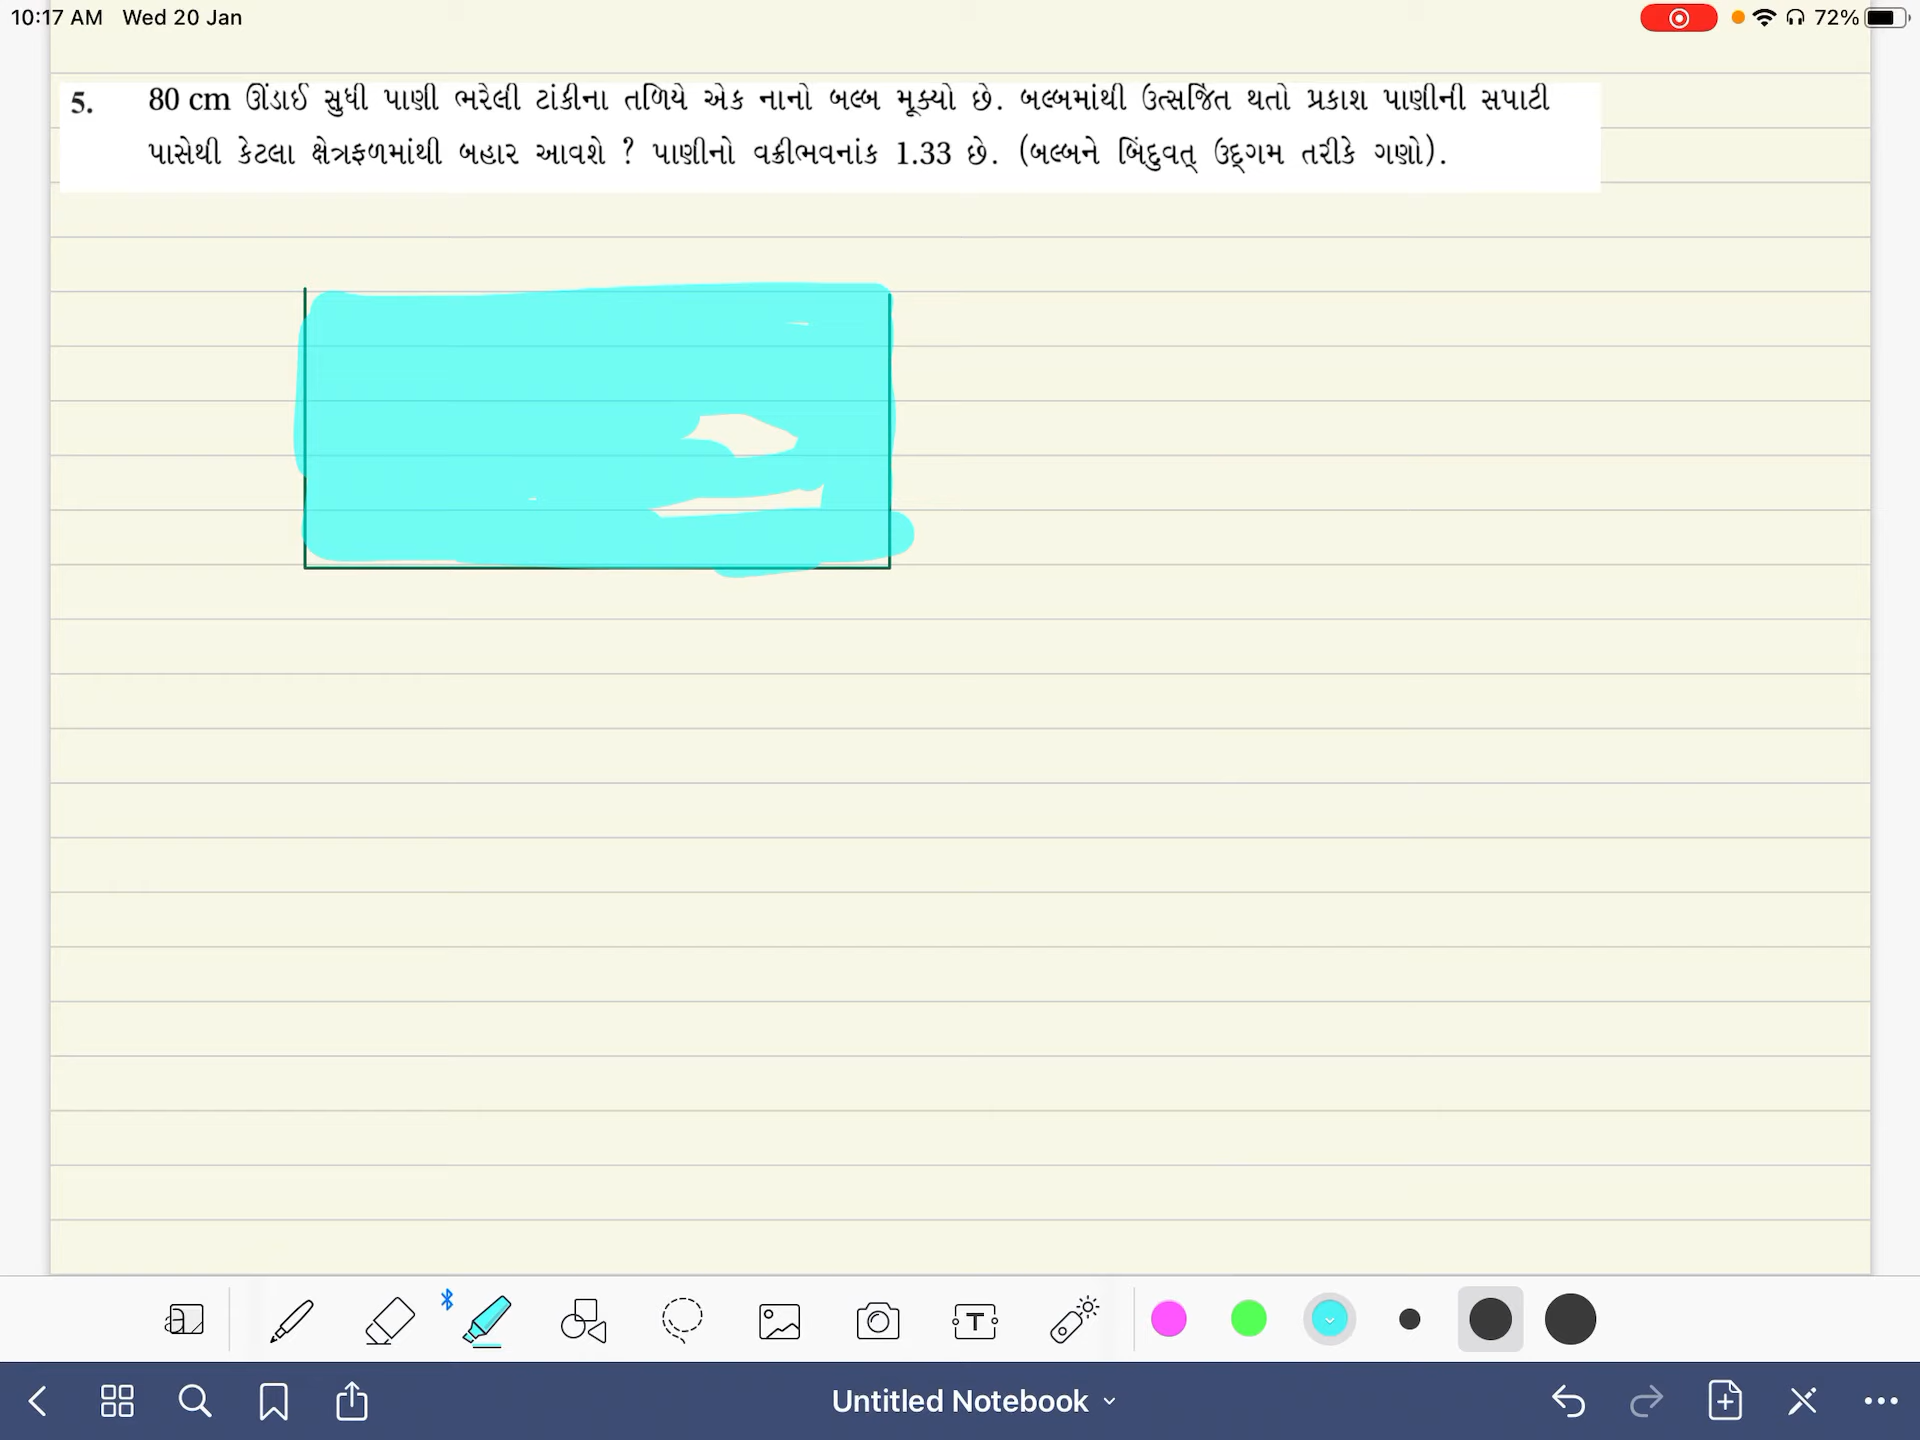 10:17 AM Wed 20 Jan
72%
5. 80 cm ઊંડાઈ સુધી પાણી ભરેલી ટાંકીના તળિયે એક નાનો બલ્બ મૂક્યો છે. બલ્બમાંથી ઉત્સર્જિત થતો પ્રકાશ પાણીની સપાટી
પાસેથી કેટલા ક્ષેત્રફળમાંથી બહાર આવશે ? પાણીનો વક્રીભવનાંક 1.33 છે. (બલ્બને બિંદુવત્ ઉદ્ગમ તરીકે ગણો).
Untitled Notebook